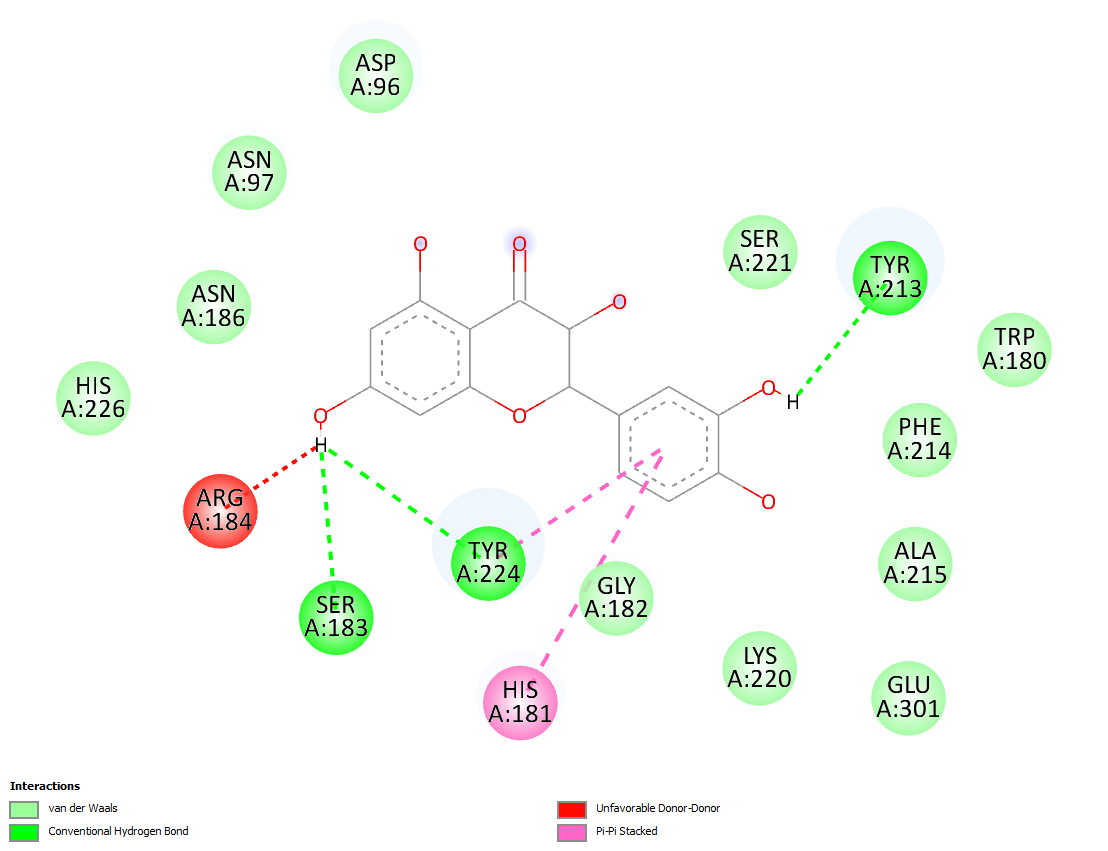 ASP
A:96
ASN
A:97
O
O
SER
A:221
TYR
A:213
ASN
A:186
O
TRP
A:180
HIS
A:226
O
H
O
O
H
PHE
A:214
ARG
A:184
O
TYR
A:224
ALA
A:215
SER
A:183
GLY
A:182
LYS
A:220
HIS
A:181
GLU
A:301
Interactions
van der Waals
Conventional Hydrogen Bond
Unfavorable Donor-Donor
Pi-Pi Stacked